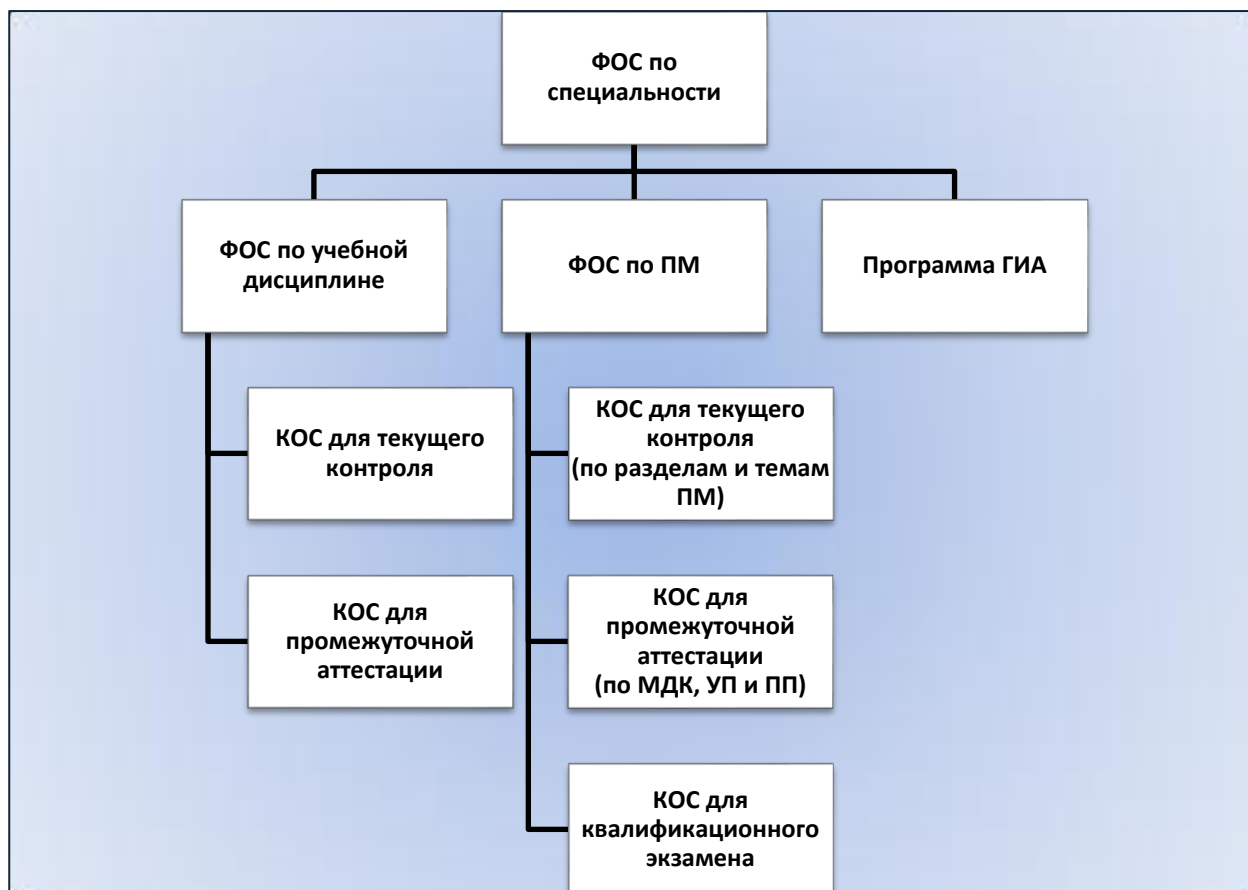 ФОС по
специальности
ФОС по учебной
дисциплине
ФОС по ПМ
Программа ГИА
КОС для текущего
контроля
КОС для текущего
контроля
(по разделам и темам
ПМ)
КОС для
промежуточной
аттестации
КОС для
промежуточной
аттестации
(по МДК, УП и ПП)
КОС для
квалификационного
экзамена